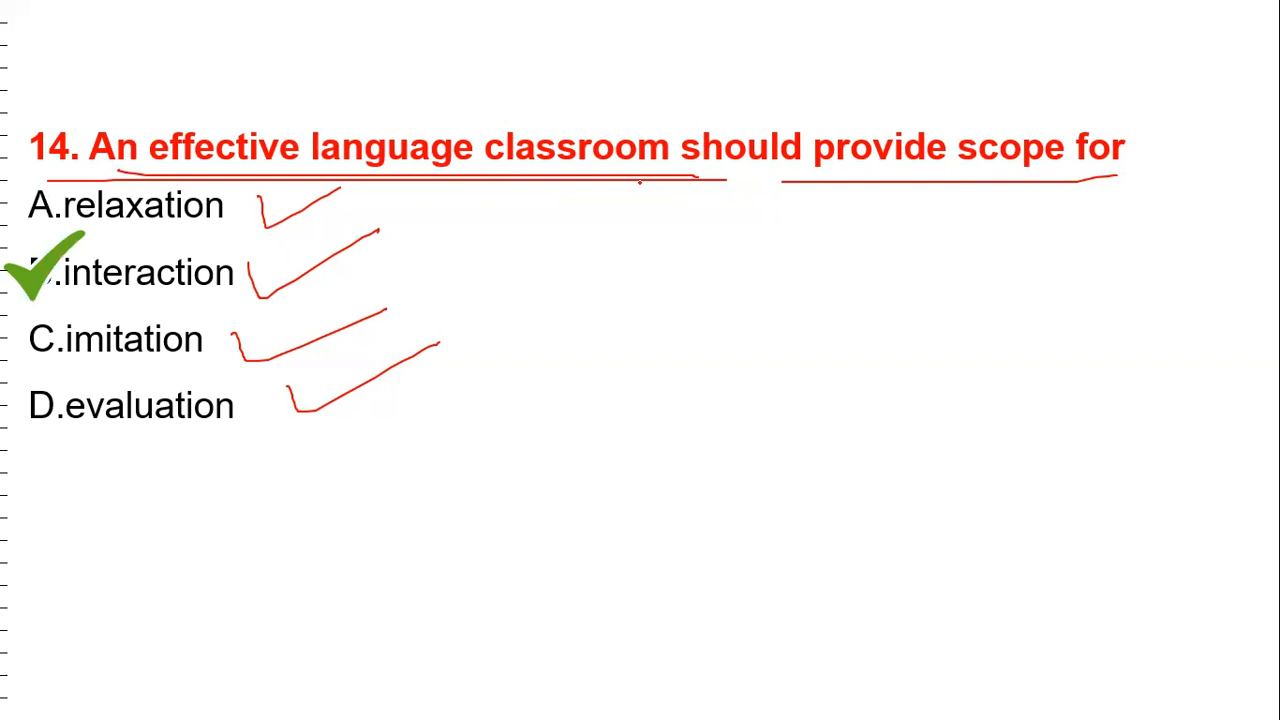 14. An effective language classroom should provide scope for
A.relaxation
.interaction
C.imitation
D.evaluation